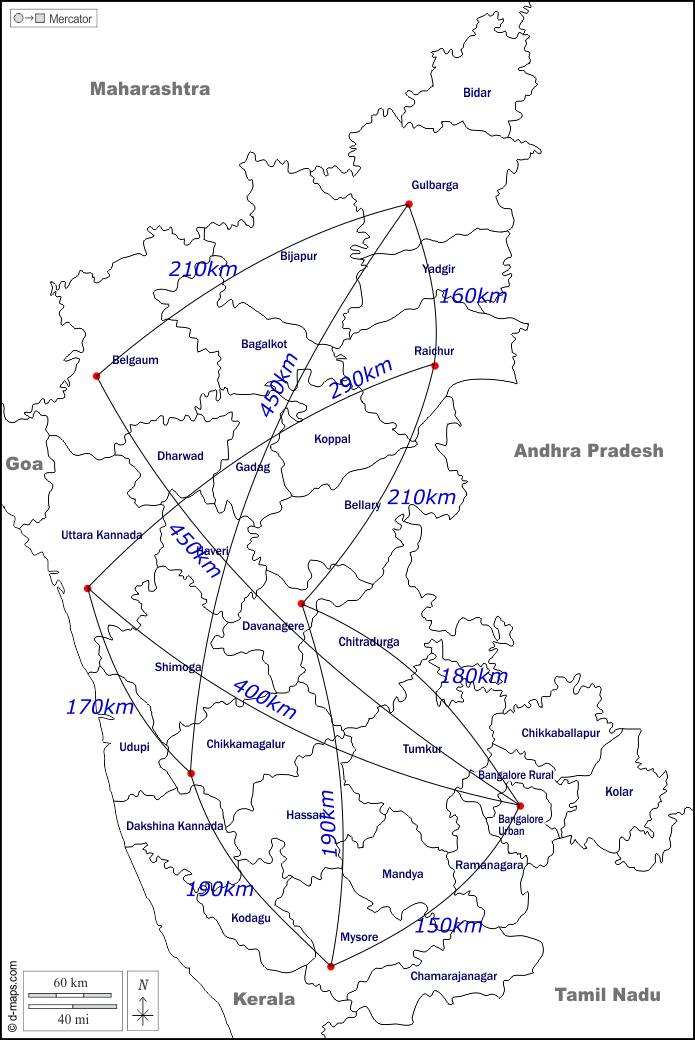 Mercator
Maharashtra
Bidar
Gulbarga
Bijapur
Yadgir
210km
160km
Bagalkot
Raichur
Belgaum
450km
290km
Koppal
Andhra Pradesh
Goa
Dharwad
Gadag
Bellary
210km
Uttara Kannada
Haveri
450km
Davanagere
Chitradurga
Shimoga
180km
400km
170km
Chikkaballapur
Udupi
Chikkamagalur
Tumkur
Bangalore Rural
Kolar
Hassan
190km
Bangalore
Urban
Dakshina Kannada
Ramanagara
Mandya
190km
Kodagu
150km
Mysore
Chamarajanagar
60 km
40 mi
N
Kerala
Tamil Nadu
© d-maps.com